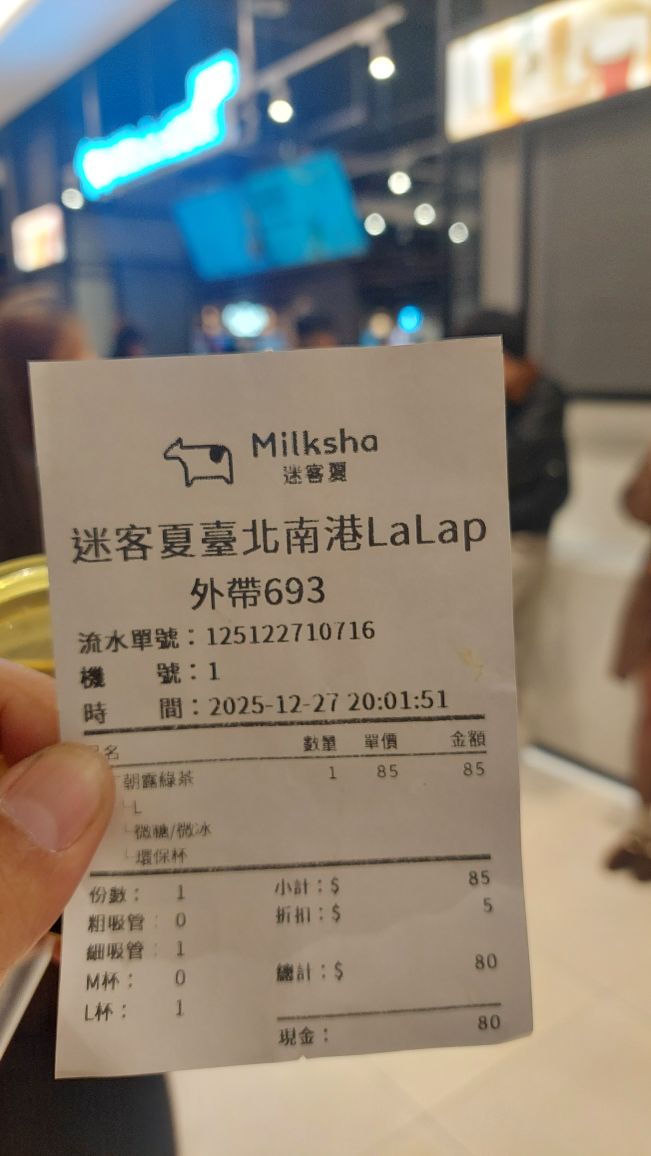 Milksha
迷客夏
迷客夏臺北南港LaLap
外帶693
流水單號：125122710716
機 號：1
時 間：2025-12-27 20:01:51
名 數量 單價 金額
朝露綠茶 1 85 85
└L
└微糖/微冰
└環保杯
份數： 1 小計：$ 85
粗吸管： 0 折扣：$ 5
細吸管： 1
M杯： 0 總計：$ 80
L杯： 1
現金： 80